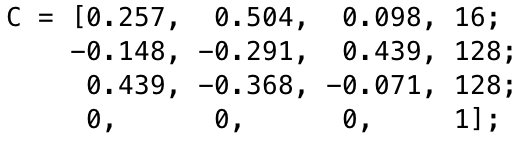 C = [0.257, 0.504, 0.098, 16;
-0.148, -0.291, 0.439, 128;
0.439, -0.368, -0.071, 128;
0, 0, 0, 1];